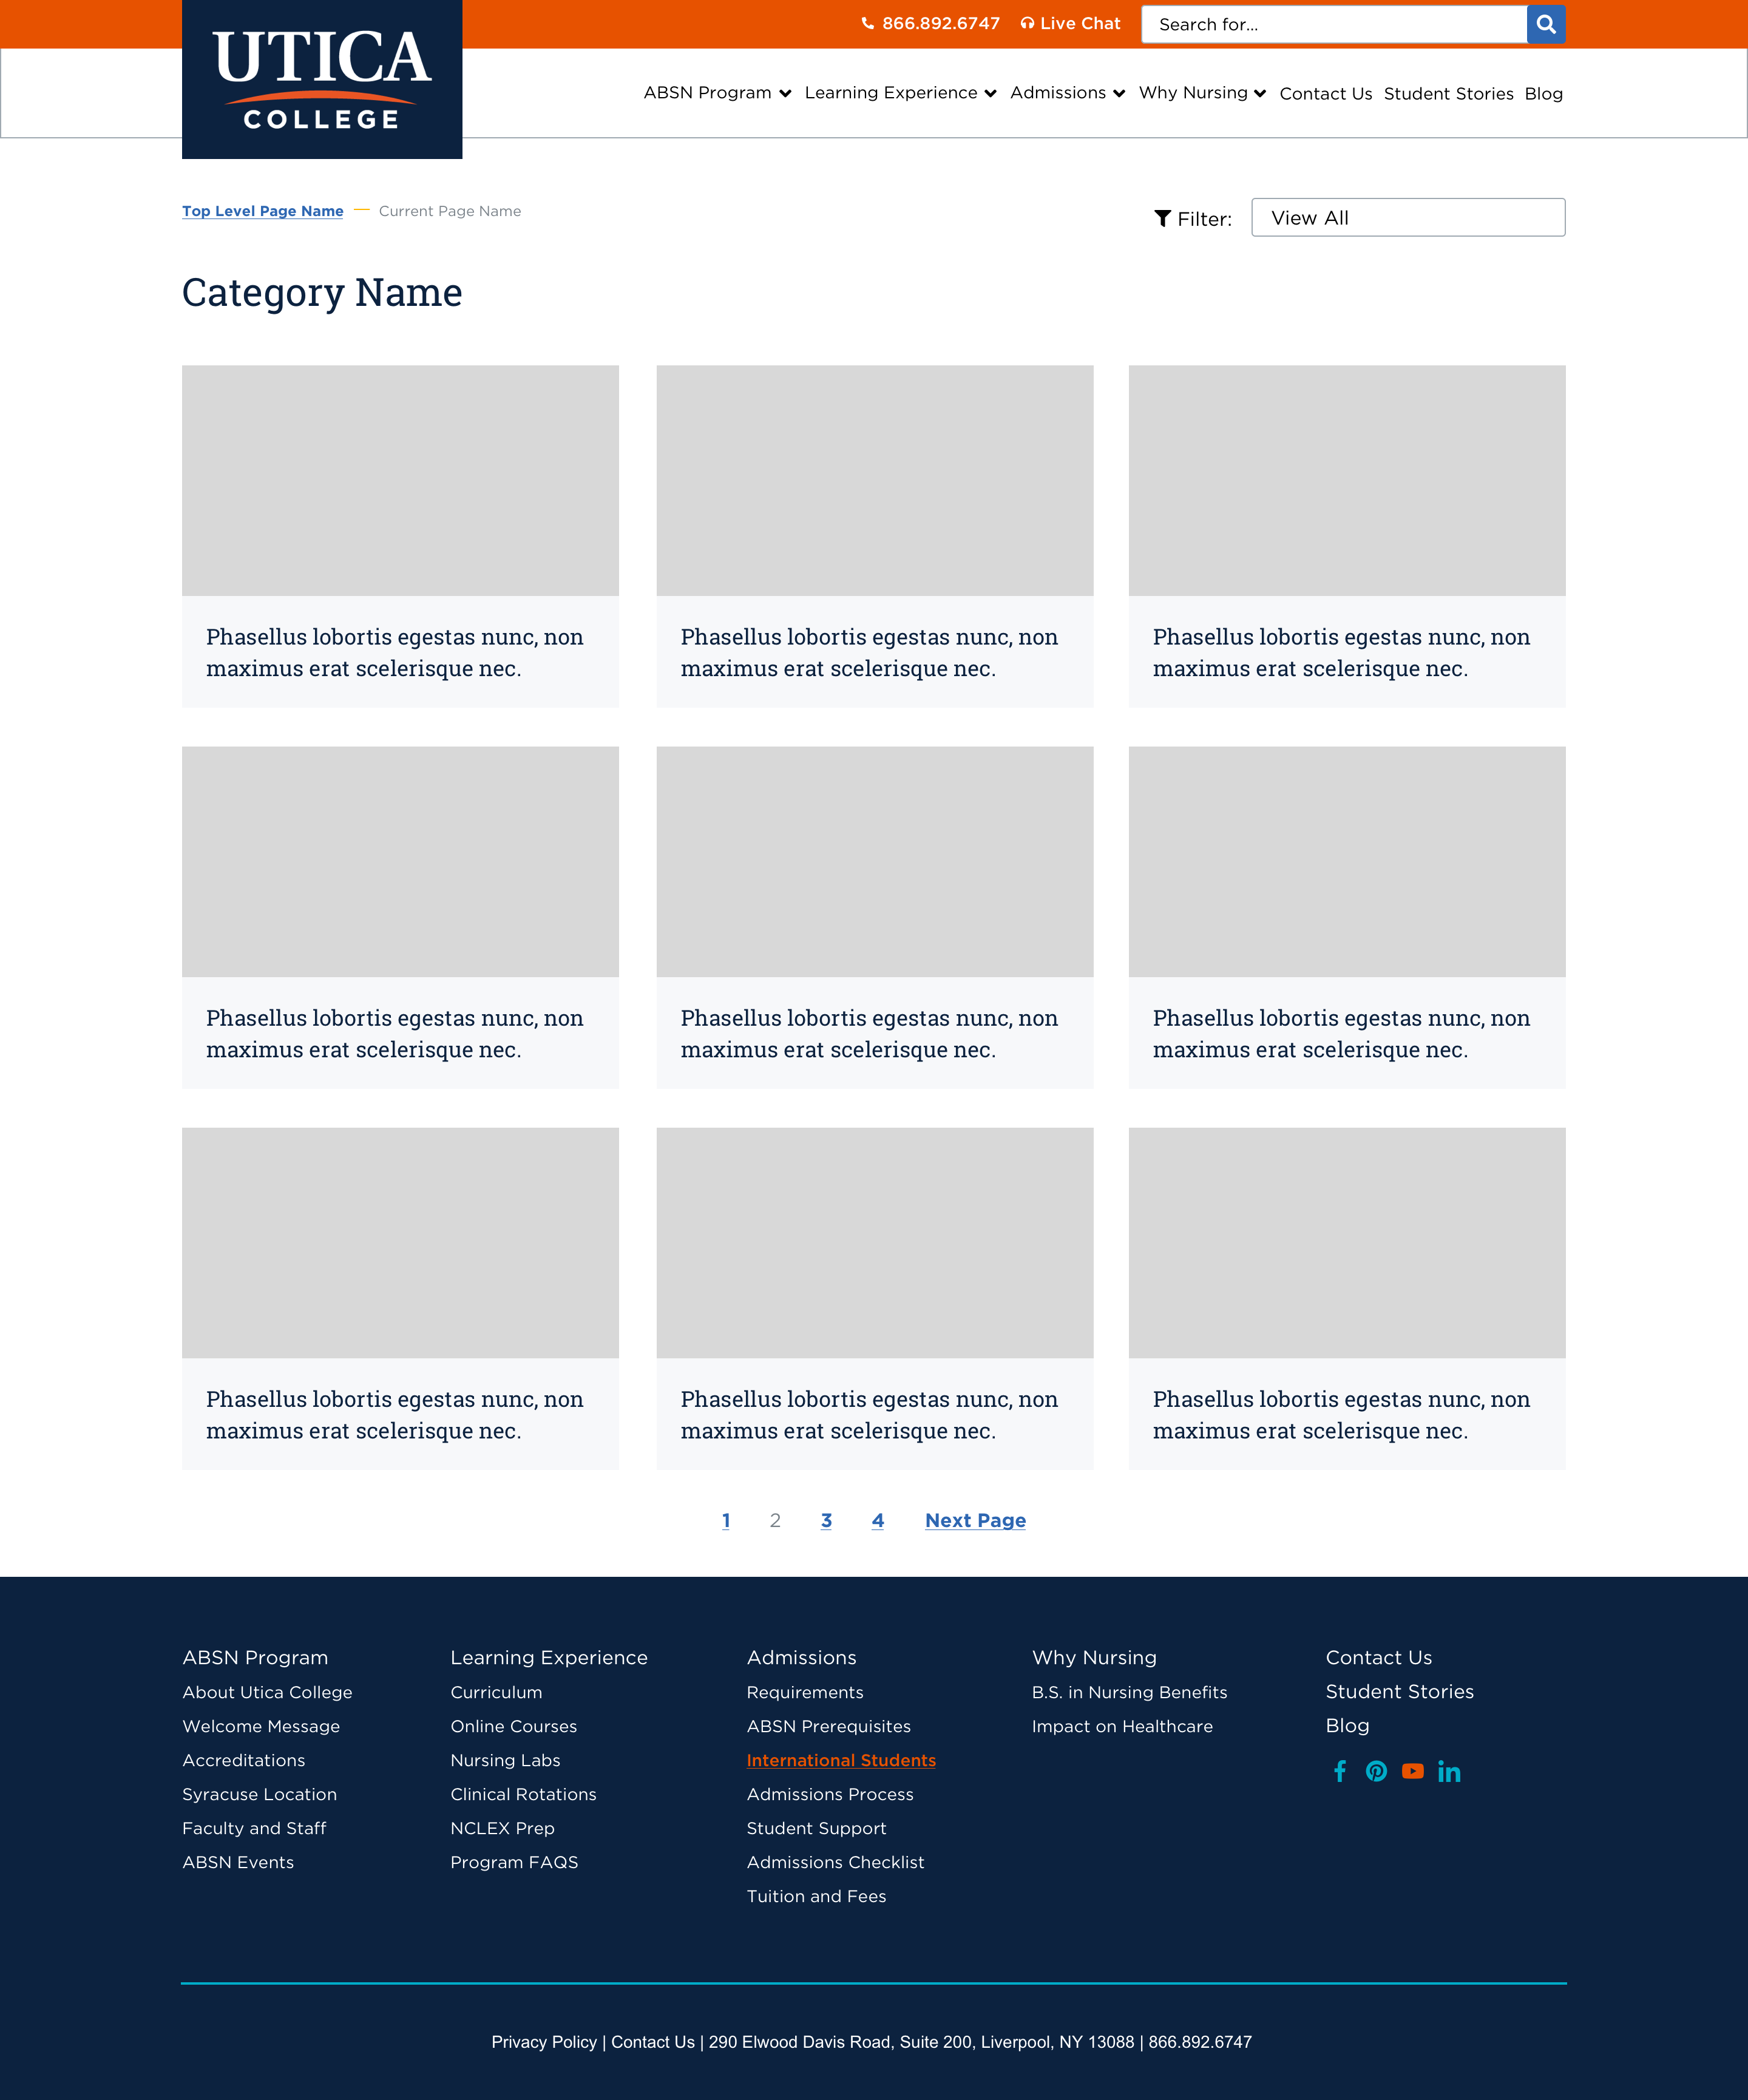 866.892.6747 Live Chat Search for...
UTICA
COLLEGE
ABSN Program Learning Experience Admissions Why Nursing Contact Us Student Stories Blog
Top Level Page Name — Current Page Name
Filter: View All
Category Name
Phasellus lobortis egestas nunc, non
maximus erat scelerisque nec.
Phasellus lobortis egestas nunc, non
maximus erat scelerisque nec.
Phasellus lobortis egestas nunc, non
maximus erat scelerisque nec.
Phasellus lobortis egestas nunc, non
maximus erat scelerisque nec.
Phasellus lobortis egestas nunc, non
maximus erat scelerisque nec.
Phasellus lobortis egestas nunc, non
maximus erat scelerisque nec.
Phasellus lobortis egestas nunc, non
maximus erat scelerisque nec.
Phasellus lobortis egestas nunc, non
maximus erat scelerisque nec.
Phasellus lobortis egestas nunc, non
maximus erat scelerisque nec.
1 2 3 4 Next Page
ABSN Program
About Utica College
Welcome Message
Accreditations
Syracuse Location
Faculty and Staff
ABSN Events
Learning Experience
Curriculum
Online Courses
Nursing Labs
Clinical Rotations
NCLEX Prep
Program FAQS
Admissions
Requirements
ABSN Prerequisites
International Students
Admissions Process
Student Support
Admissions Checklist
Tuition and Fees
Why Nursing
B.S. in Nursing Benefits
Impact on Healthcare
Contact Us
Student Stories
Blog
Privacy Policy | Contact Us | 290 Elwood Davis Road, Suite 200, Liverpool, NY 13088 | 866.892.6747